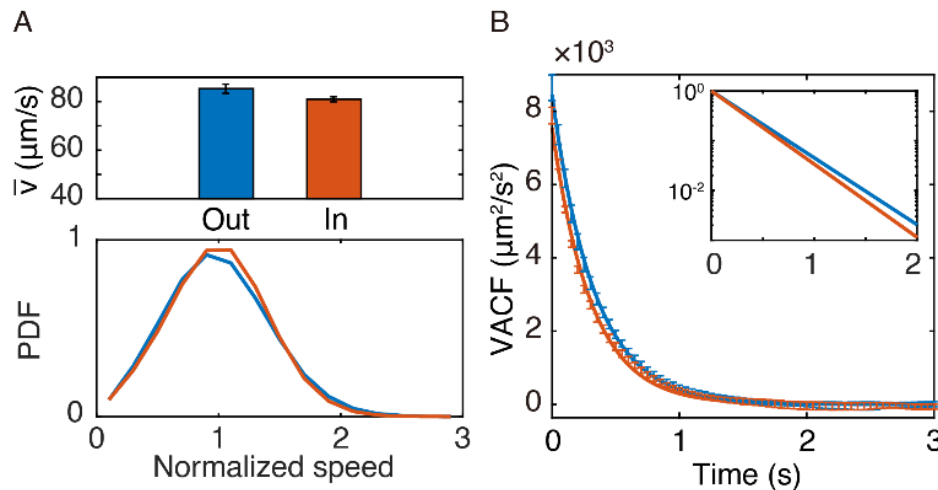 A
v̅ (μm/s)
80
60
40
Out
In
PDF
1
0
0
1
2
3
Normalized speed
B
×10³
VACF (μm²/s²)
8
6
4
2
0
0
1
2
3
Time (s)
10⁰
10⁻²
0
1
2